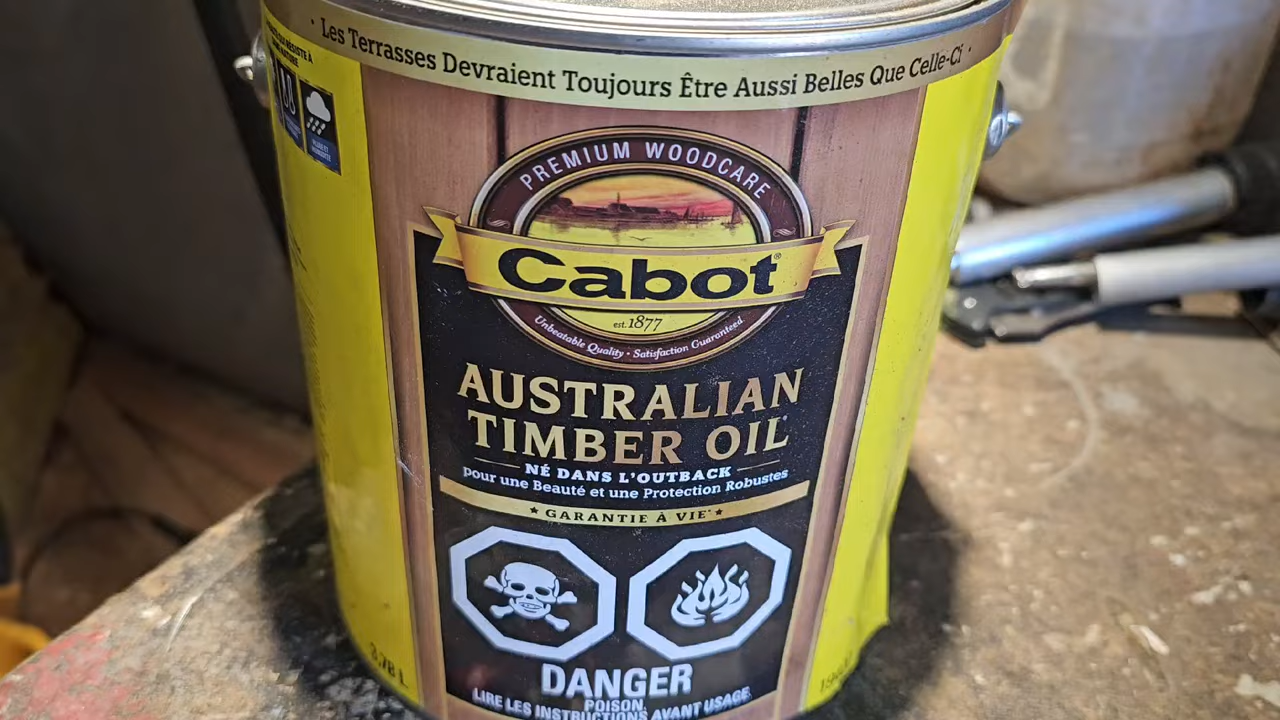 · Les Terrasses Devraient Toujours Être Aussi Belles Que Celle-Ci ·
PREMIUM WOODCARE
Cabot®
est. 1877
Unbeatable Quality · Satisfaction Guaranteed
AUSTRALIAN
TIMBER OIL
NÉ DANS L'OUTBACK
pour une Beauté et une Protection Robustes
★ GARANTIE À VIE* ★
DANGER
POISON
LIRE LES INSTRUCTIONS AVANT USAGE.
3,78 L